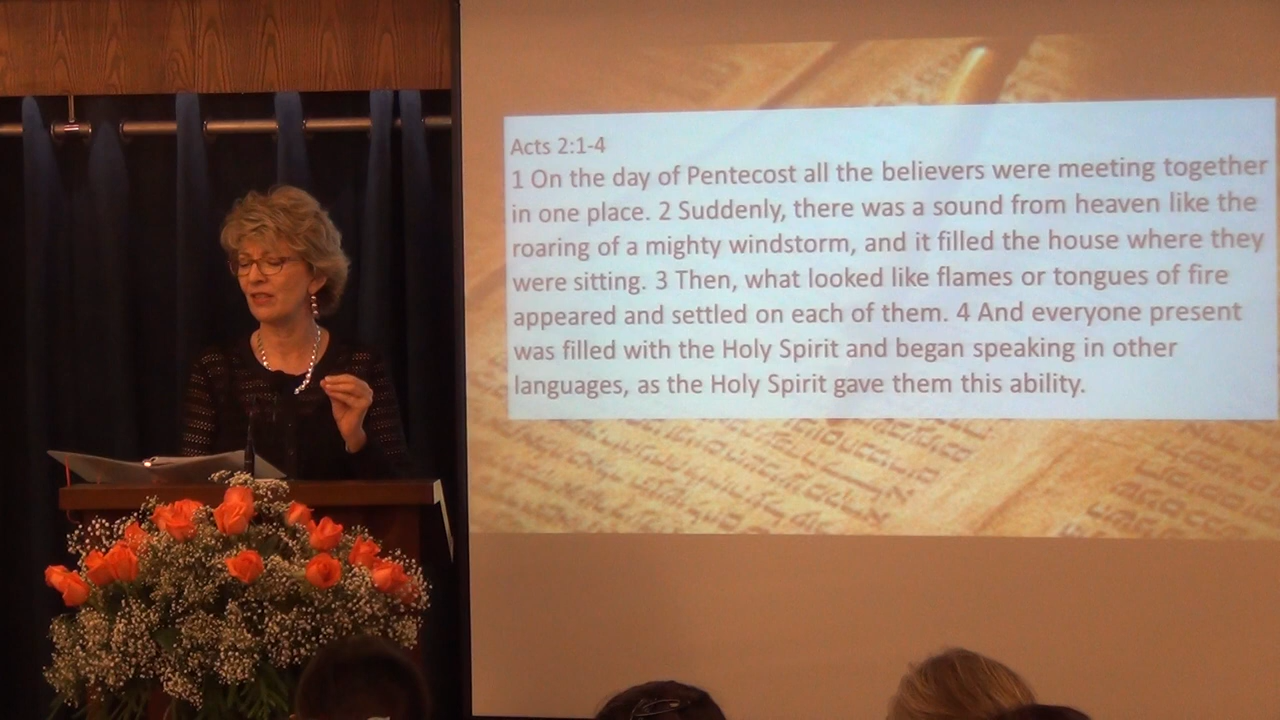 Acts 2:1-4
1 On the day of Pentecost all the believers were meeting together
in one place. 2 Suddenly, there was a sound from heaven like the
roaring of a mighty windstorm, and it filled the house where they
were sitting. 3 Then, what looked like flames or tongues of fire
appeared and settled on each of them. 4 And everyone present
was filled with the Holy Spirit and began speaking in other
languages, as the Holy Spirit gave them this ability.